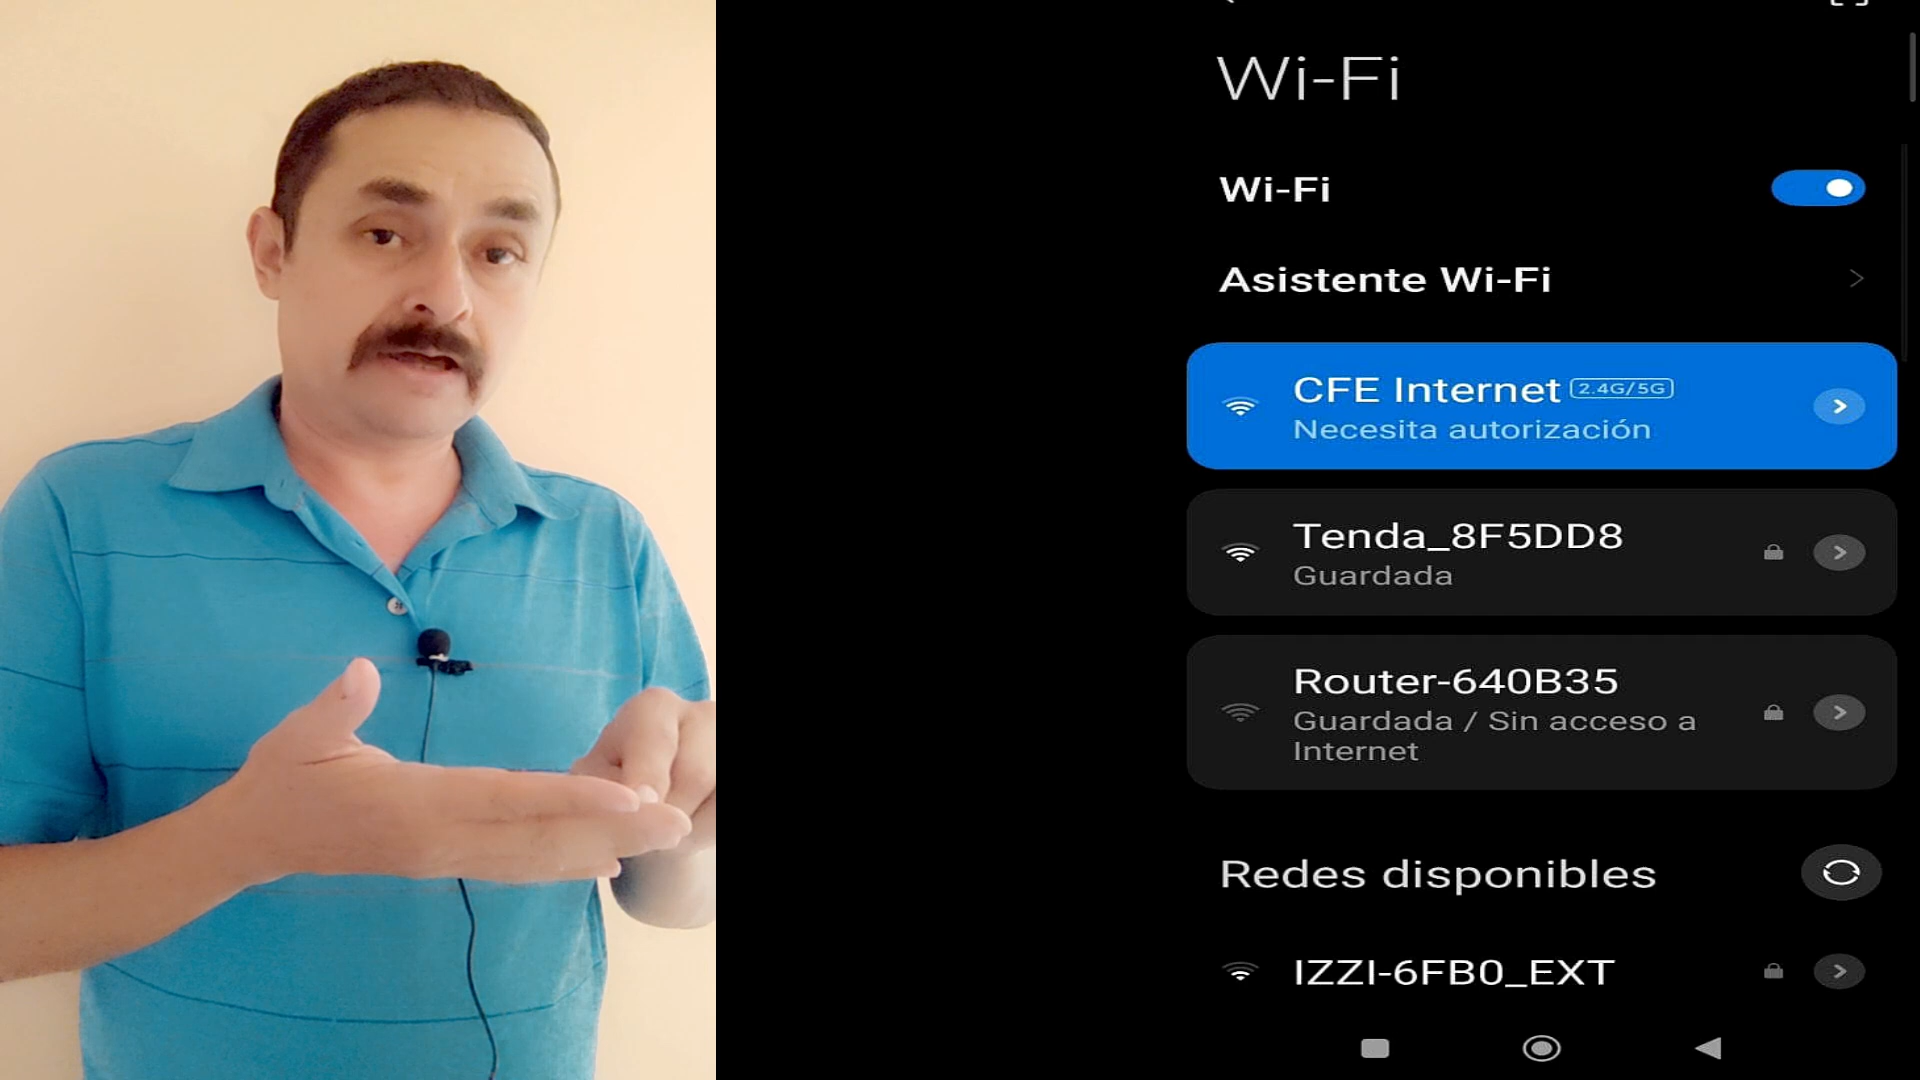 Wi-Fi
Wi-Fi
Asistente Wi-Fi
CFE Internet 2.4G/5G
Necesita autorización
Tenda_8F5DD8
Guardada
Router-640B35
Guardada / Sin acceso a
Internet
Redes disponibles
IZZI-6FB0_EXT